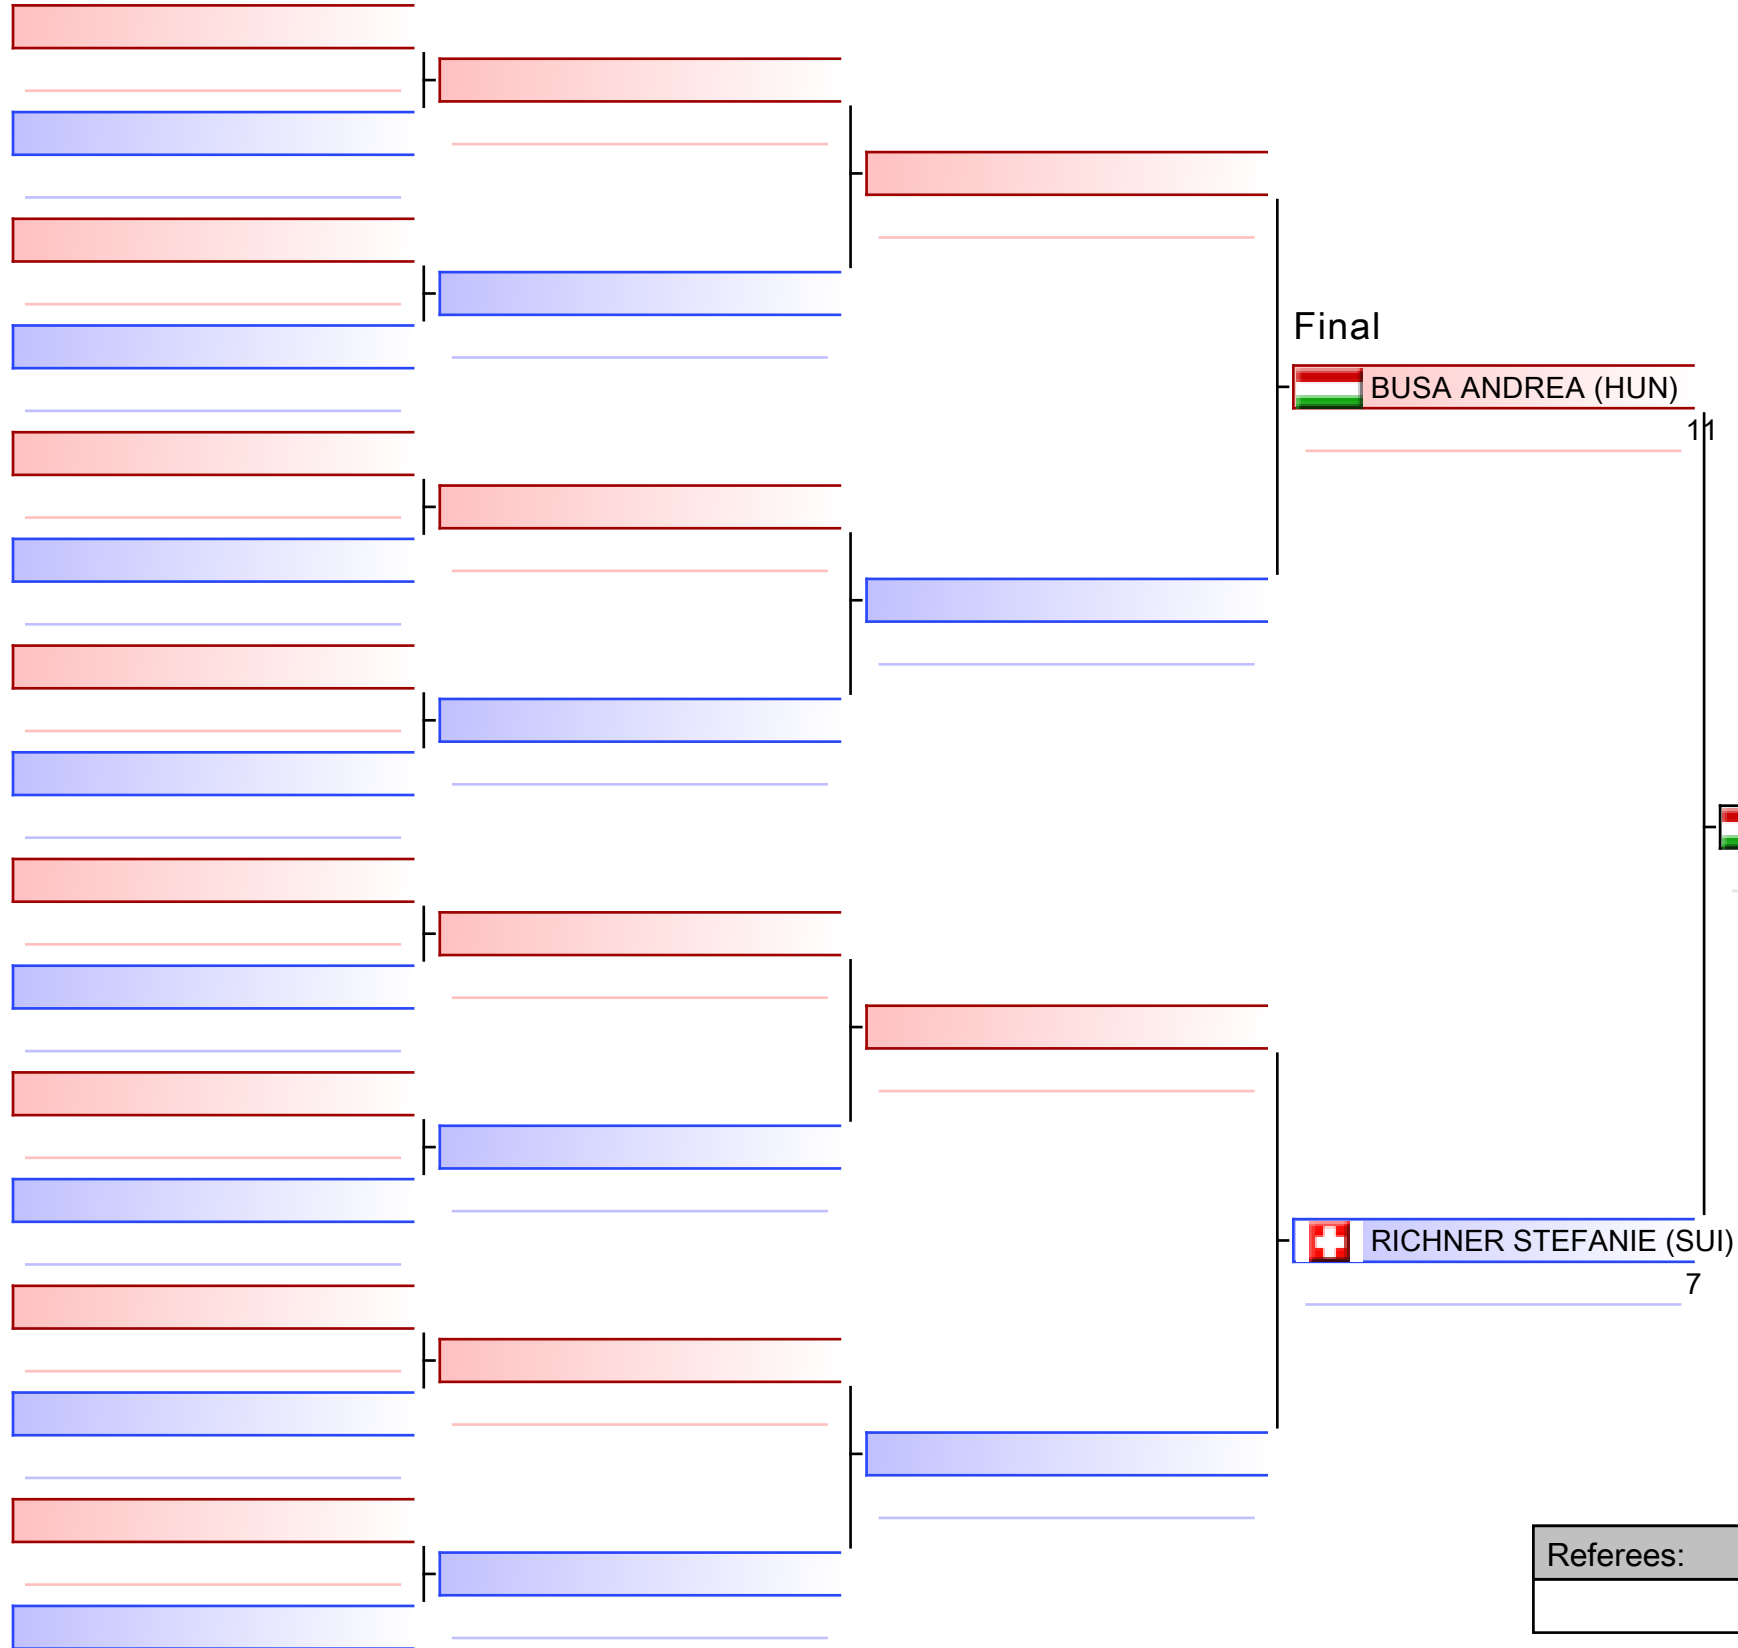 Final
BUSA ANDREA (HUN)
11
RICHNER STEFANIE (SUI)
7
Referees: